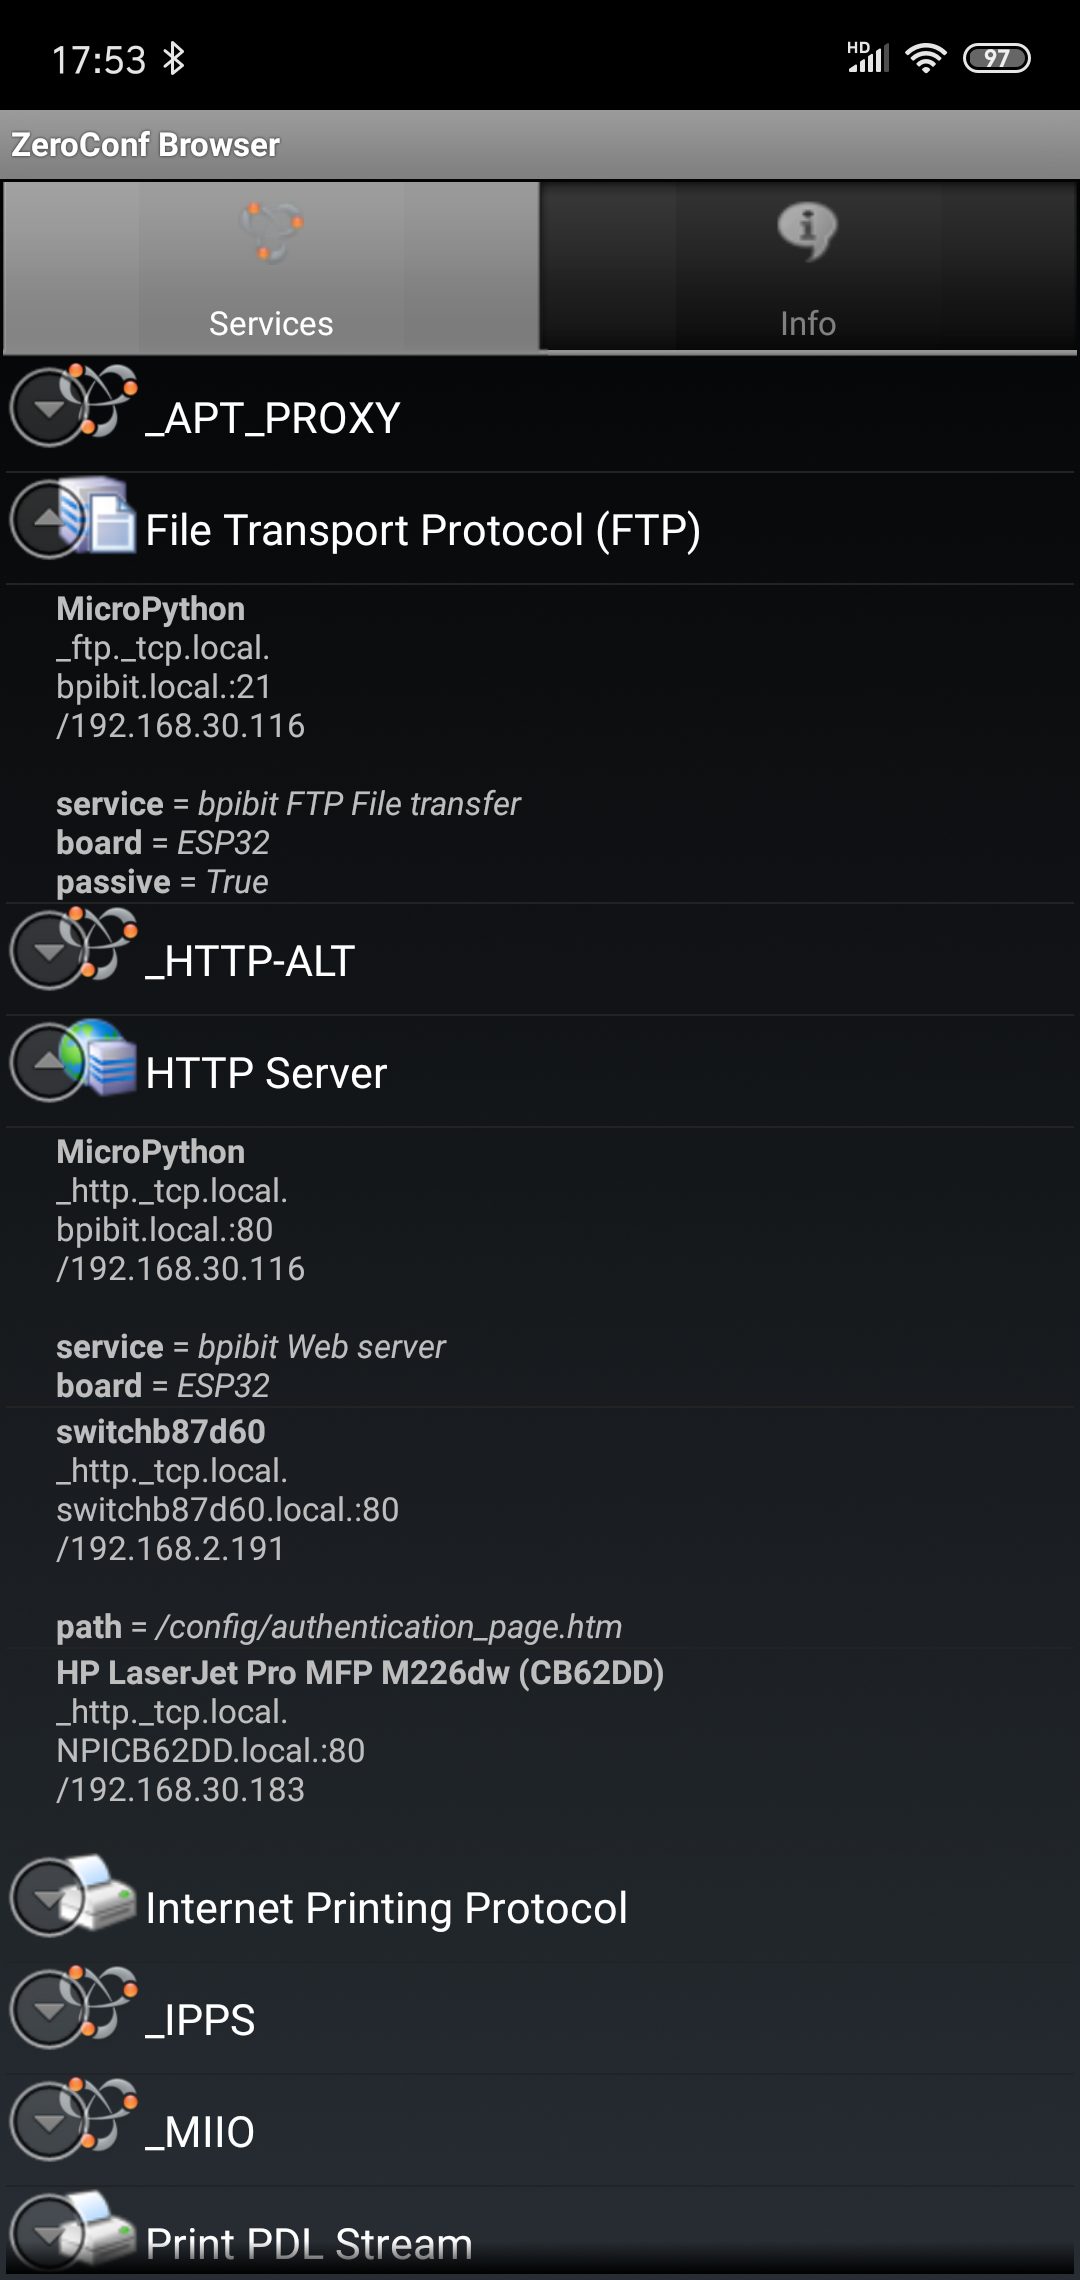 17:53
HD
97
ZeroConf Browser
Services
Info
_APT_PROXY
File Transport Protocol (FTP)
MicroPython
_ftp._tcp.local.
bpibit.local.:21
/192.168.30.116
service = bpibit FTP File transfer
board = ESP32
passive = True
_HTTP-ALT
HTTP Server
MicroPython
_http._tcp.local.
bpibit.local.:80
/192.168.30.116
service = bpibit Web server
board = ESP32
switchb87d60
_http._tcp.local.
switchb87d60.local.:80
/192.168.2.191
path = /config/authentication_page.htm
HP LaserJet Pro MFP M226dw (CB62DD)
_http._tcp.local.
NPICB62DD.local.:80
/192.168.30.183
Internet Printing Protocol
_IPPS
_MIIO
Print PDL Stream